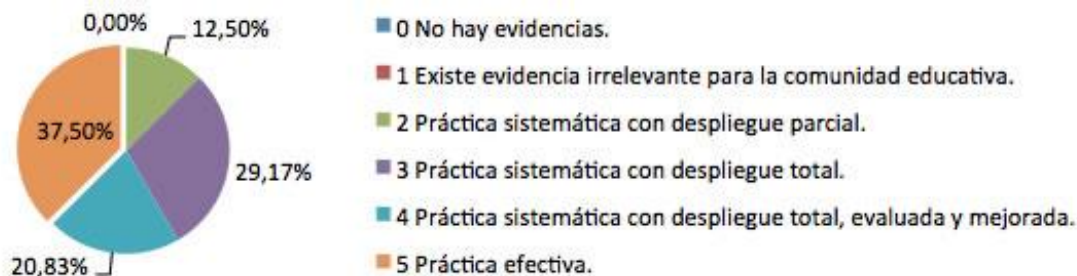 0,00%
12,50%
37,50%
29,17%
20,83%
0 No hay evidencias.
1 Existe evidencia irrelevante para la comunidad educativa.
2 Práctica sistemática con despliegue parcial.
3 Práctica sistemática con despliegue total.
4 Práctica sistemática con despliegue total, evaluada y mejorada.
5 Práctica efectiva.